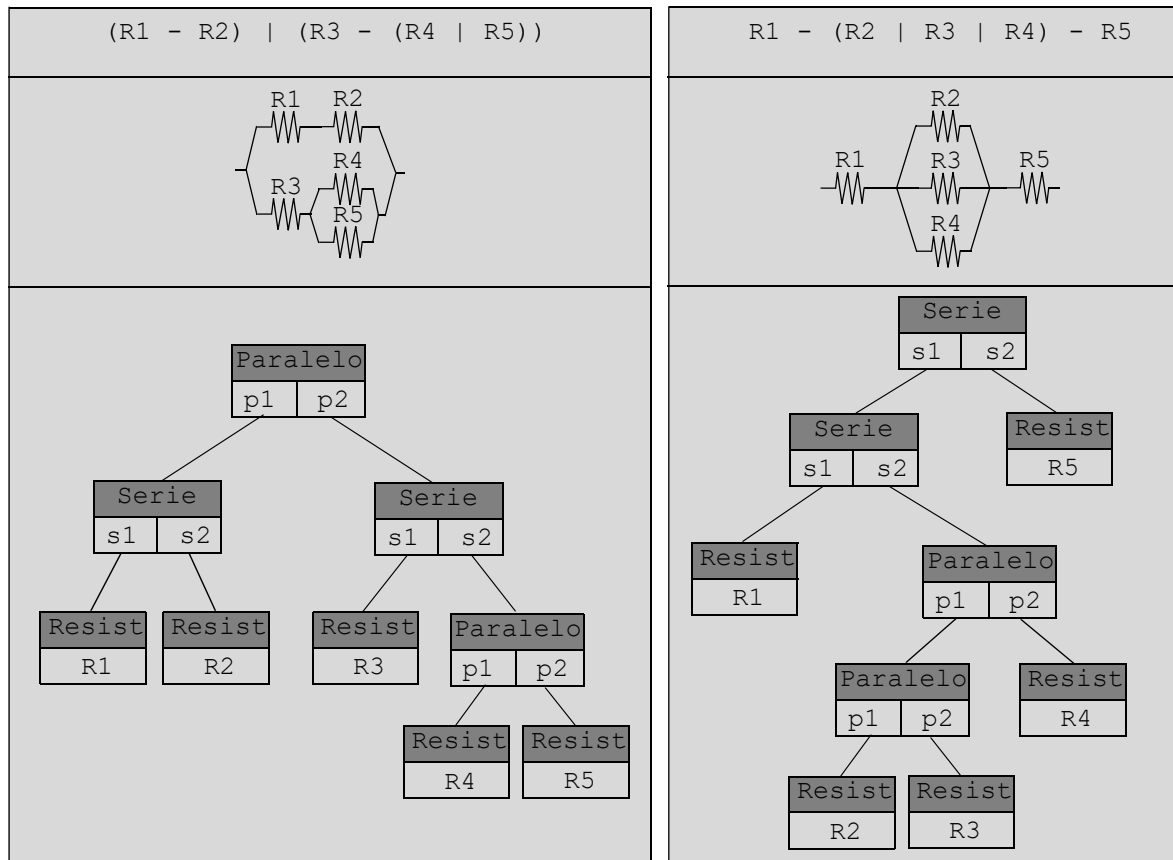 (R1 - R2) | (R3 - (R4 | R5))
R1 R2
R4
R3
R5
Paralelo
p1 p2
Serie Serie
s1 s2 s1 s2
Resist Resist Resist Paralelo
R1 R2 R3 p1 p2
Resist Resist
R4 R5
R1 - (R2 | R3 | R4) - R5
R2
R1 R3 R5
R4
Serie
s1 s2
Serie Resist
s1 s2 R5
Resist Paralelo
R1 p1 p2
Paralelo Resist
p1 p2 R4
Resist Resist
R2 R3